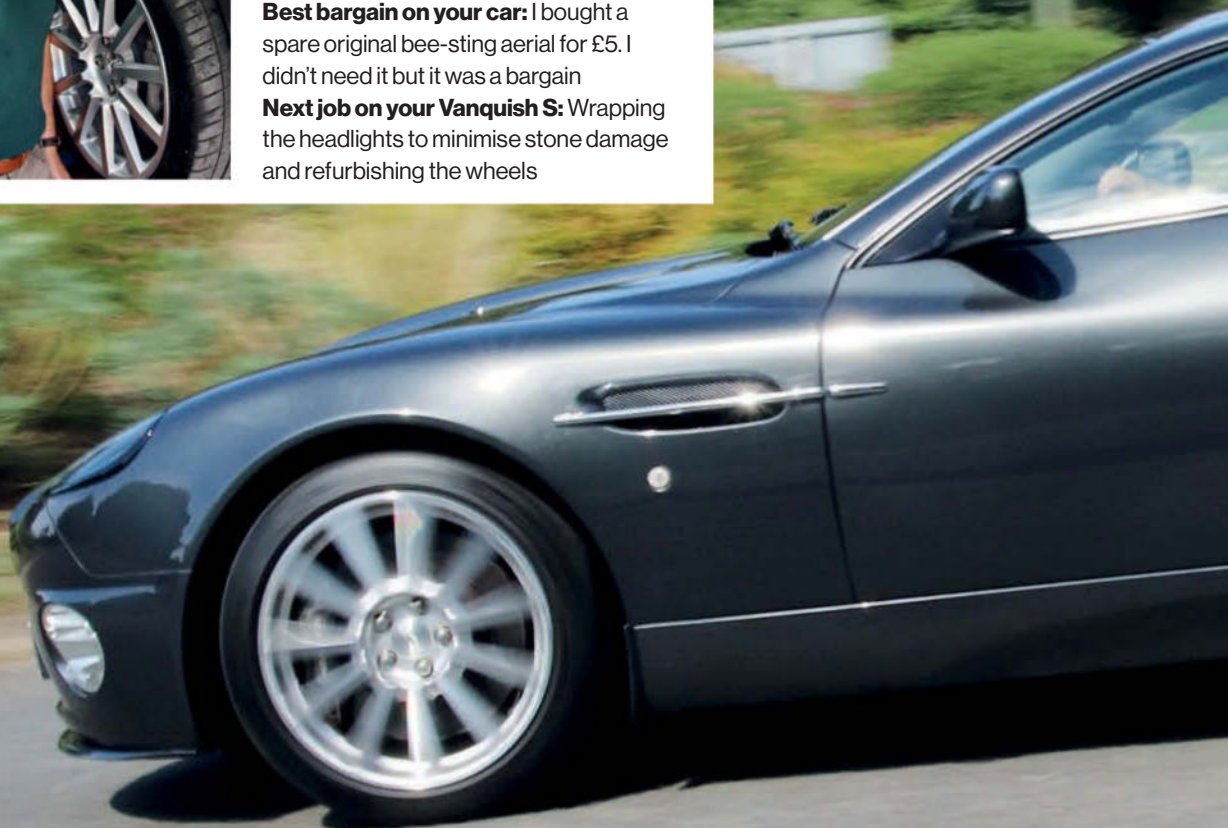 Best bargain on your car: I bought a
spare original bee-sting aerial for £5. I
didn’t need it but it was a bargain
Next job on your Vanquish S: Wrapping
the headlights to minimise stone damage
and refurbishing the wheels